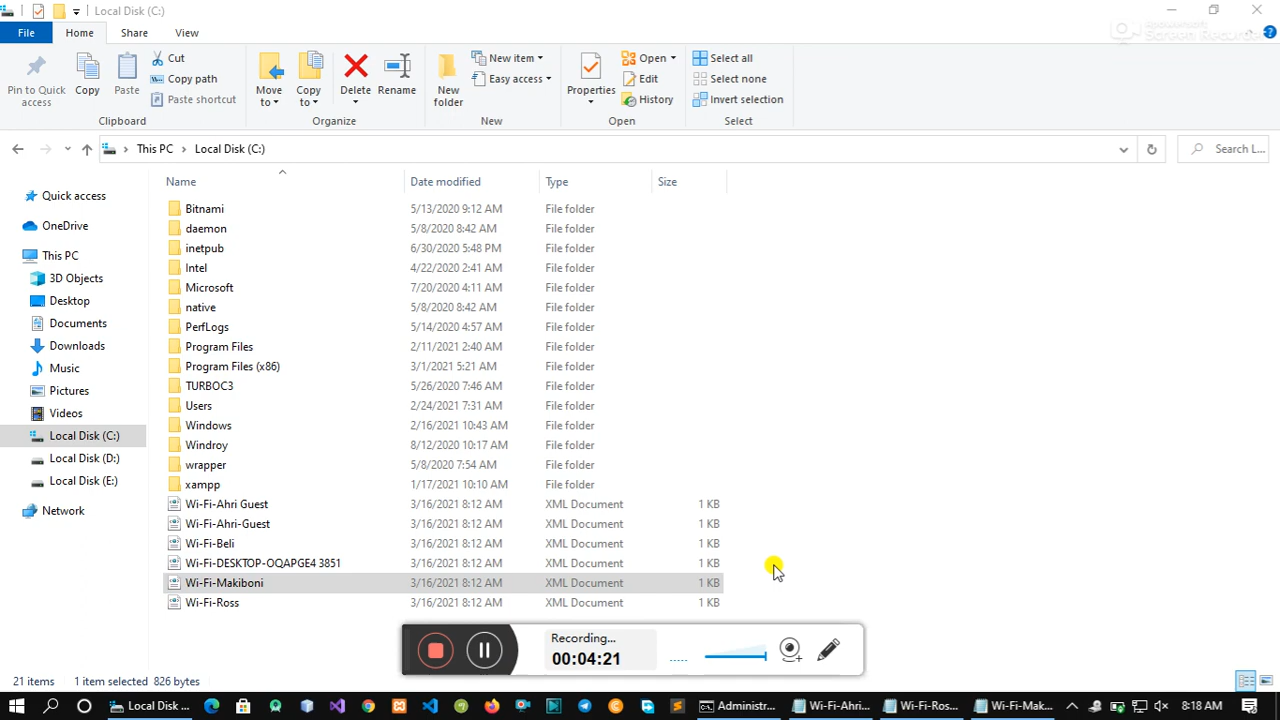 Local Disk (C:)
File Home Share View
Screen Recorder
Pin to Quick access
Copy
Paste
Cut
Copy path
Paste shortcut
Clipboard
Move to
Copy to
Delete
Rename
Organize
New folder
New item
Easy access
New
Properties
Open
Edit
History
Open
Select all
Select none
Invert selection
Select
This PC Local Disk (C:) Search L...
Name Date modified Type Size
Quick access
OneDrive
This PC
3D Objects
Desktop
Documents
Downloads
Music
Pictures
Videos
Local Disk (C:)
Local Disk (D:)
Local Disk (E:)
Network
Bitnami 5/13/2020 9:12 AM File folder
daemon 5/8/2020 8:42 AM File folder
inetpub 6/30/2020 5:48 PM File folder
Intel 4/22/2020 2:41 AM File folder
Microsoft 7/20/2020 4:11 AM File folder
native 5/8/2020 8:42 AM File folder
PerfLogs 5/14/2020 4:57 AM File folder
Program Files 2/11/2021 2:40 AM File folder
Program Files (x86) 3/1/2021 5:21 AM File folder
TURBOC3 5/26/2020 7:46 AM File folder
Users 2/24/2021 7:31 AM File folder
Windows 2/16/2021 10:43 AM File folder
Windroy 8/12/2020 10:17 AM File folder
wrapper 5/8/2020 7:54 AM File folder
xampp 1/17/2021 10:10 AM File folder
Wi-Fi-Ahri Guest 3/16/2021 8:12 AM XML Document 1 KB
Wi-Fi-Ahri-Guest 3/16/2021 8:12 AM XML Document 1 KB
Wi-Fi-Beli 3/16/2021 8:12 AM XML Document 1 KB
Wi-Fi-DESKTOP-OQAPGE4 3851 3/16/2021 8:12 AM XML Document 1 KB
Wi-Fi-Makiboni 3/16/2021 8:12 AM XML Document 1 KB
Wi-Fi-Ross 3/16/2021 8:12 AM XML Document 1 KB
Recording...
00:04:21
21 items 1 item selected 826 bytes
Local Disk ... Administr... Wi-Fi-Ahri... Wi-Fi-Ross... Wi-Fi-Mak... 8:18 AM